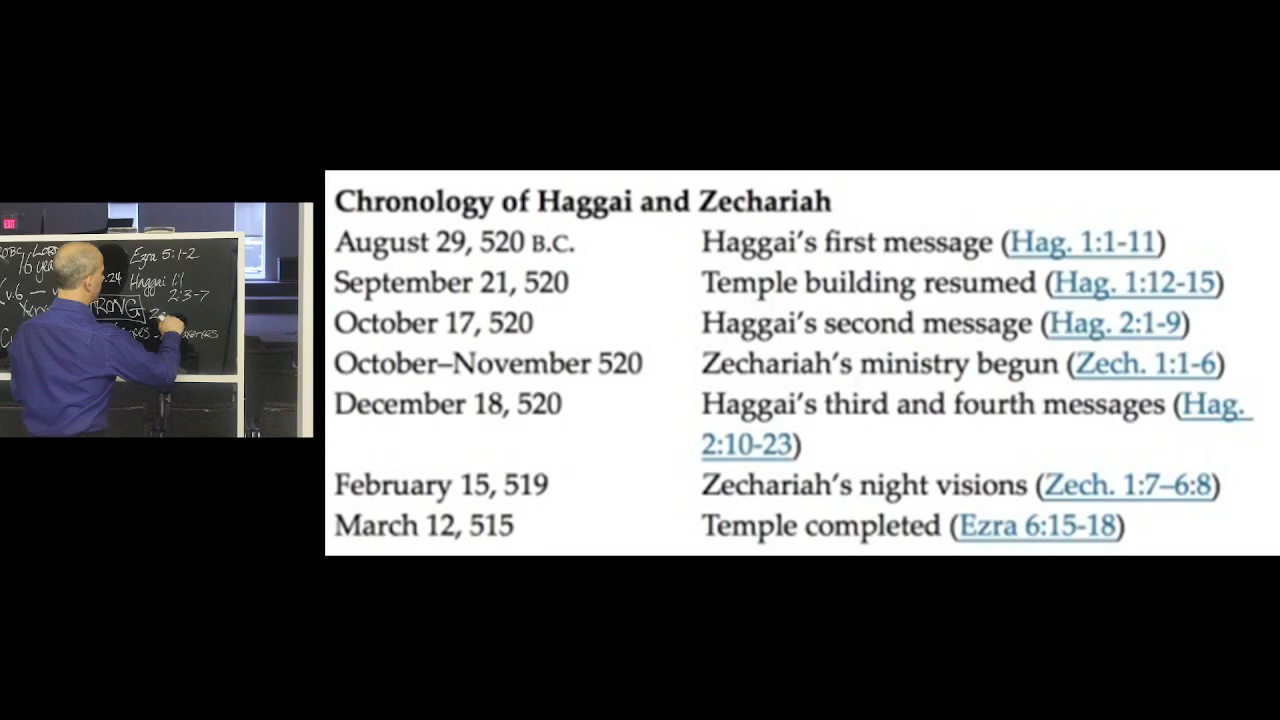 EXIT
Ezra 5:1-2
Haggai 1:1
2:3-7
Chronology of Haggai and Zechariah
August 29, 520 B.C. Haggai's first message (Hag. 1:1-11)
September 21, 520 Temple building resumed (Hag. 1:12-15)
October 17, 520 Haggai's second message (Hag. 2:1-9)
October–November 520 Zechariah's ministry begun (Zech. 1:1-6)
December 18, 520 Haggai's third and fourth messages (Hag.
2:10-23)
February 15, 519 Zechariah's night visions (Zech. 1:7–6:8)
March 12, 515 Temple completed (Ezra 6:15-18)